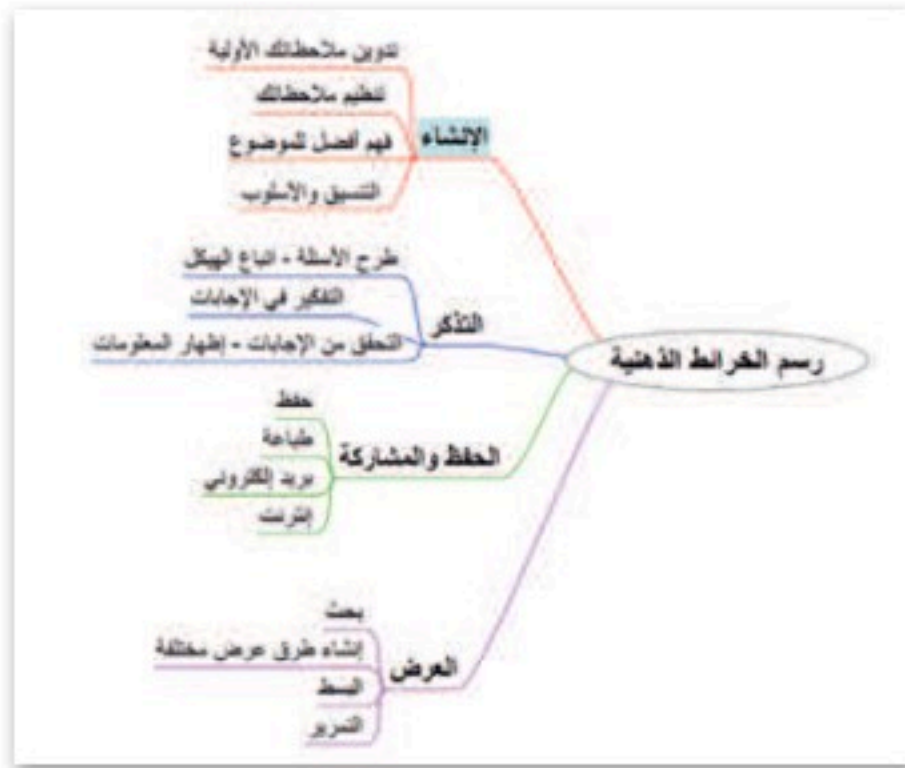 رسم الخرائط الذهنية
الإنشاء
تدوين ملاحظاتك الأولية
تنظيم ملاحظاتك
فهم أفضل للموضوع
التنسيق والأسلوب
التذكر
طرح الأسئلة - اتباع الهيكل
التفكير في الإجابات
التحقق من الإجابات - إظهار المعلومات
الحفظ والمشاركة
حفظ
طباعة
بريد إلكتروني
إنترنت
العرض
بحث
إنشاء طرق عرض مختلفة
البسط
التمرير